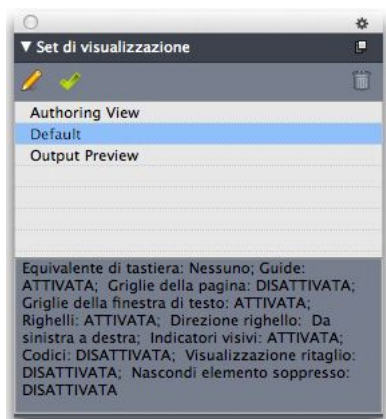 Set di visualizzazione
Authoring View
Default
Output Preview
Equivalente di tastiera: Nessuno; Guide:
ATTIVATA;  Griglie della pagina: DISATTIVATA;
Griglie della finestra di testo: ATTIVATA;
Righelli: ATTIVATA;  Direzione righello:  Da
sinistra a destra;  Indicatori visivi: ATTIVATA;
Codici: DISATTIVATA;  Visualizzazione ritaglio:
DISATTIVATA;  Nascondi elemento soppresso:
DISATTIVATA